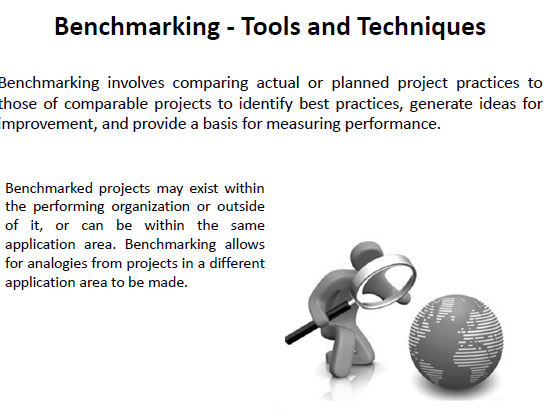 Benchmarking - Tools and Techniques
Benchmarking involves comparing actual or planned project practices to
those of comparable projects to identify best practices, generate ideas for
improvement, and provide a basis for measuring performance.
Benchmarked projects may exist within
the performing organization or outside
of it, or can be within the same
application area. Benchmarking allows
for analogies from projects in a different
application area to be made.